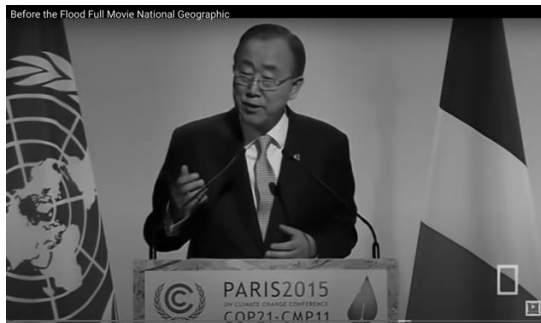 Before the Flood Full Movie National Geographic
PARIS2015
UN CLIMATE CHANGE CONFERENCE
COP21·CMP11